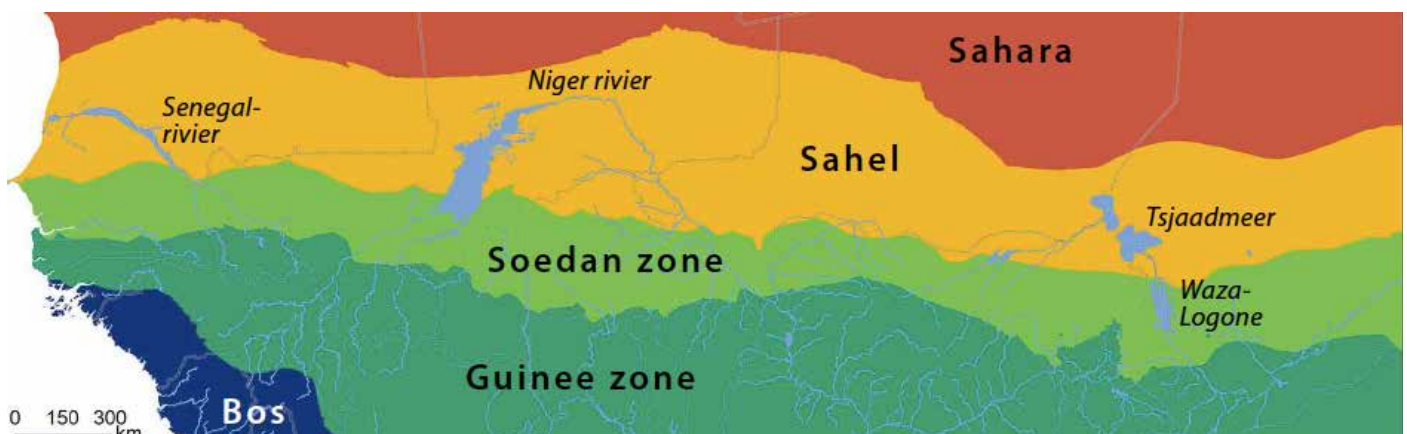 Sahara
Niger rivier
Senegal-
rivier
Sahel
Tsjaadmeer
Soedan zone
Waza-
Logone
Guinee zone
Bos
0 150 300
km